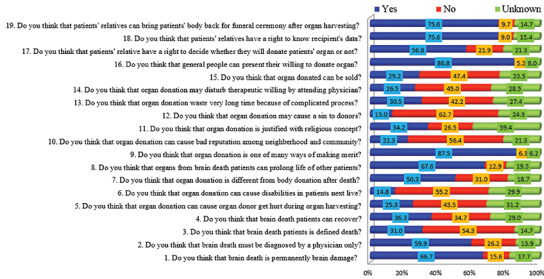 Yes No Unknown
19. Do you think that patients' relatives can bring patients' body back for funeral ceremony after organ harvesting? 75.6 9.7 14.7
18. Do you think that patients' relatives have a right to know recipient's data? 75.6 9.0 15.4
17. Do you think that patients' relative have a right to decide whether they will donate patients' organ or not? 56.8 21.9 21.3
16. Do you think that general people can present their willing to donate organ? 86.8 5.2 8.0
15. Do you think that organ donated can be sold? 29.2 47.4 23.5
14. Do you think that organ donation may disturb therapeutic willing by attending physician? 26.5 45.0 28.5
13. Do you think that organ donation waste very long time because of complicated process? 30.5 42.2 27.4
12. Do you think that organ donation may cause a sin to donors? 13.0 62.7 24.3
11. Do you think that organ donation is justified with religious concept? 34.2 26.5 39.4
10. Do you think that organ donation can cause bad reputation among neighborhood and community? 22.3 56.4 21.3
9. Do you think that organ donation is one of many ways of making merit? 87.5 6.3 6.2
8. Do you think that organs from brain death patients can prolong life of other patients? 67.6 12.9 19.5
7. Do you think that organ donation is different from body donation after death? 50.3 31.0 18.7
6. Do you think that organ donation can cause disabilities in patients next live? 14.8 55.2 29.9
5. Do you think that organ donation can cause organ donor get hurt during organ harvesting? 25.3 43.5 31.2
4. Do you think that brain death patients can recover? 36.3 34.7 29.0
3. Do you think that brain death patients is defined death? 31.0 54.3 14.7
2. Do you think that brain death must be diagnosed by a physician only? 59.9 26.2 13.9
1. Do you think that brain death is permanently brain damage? 66.7 15.6 17.7
0% 20% 40% 60% 80% 100%